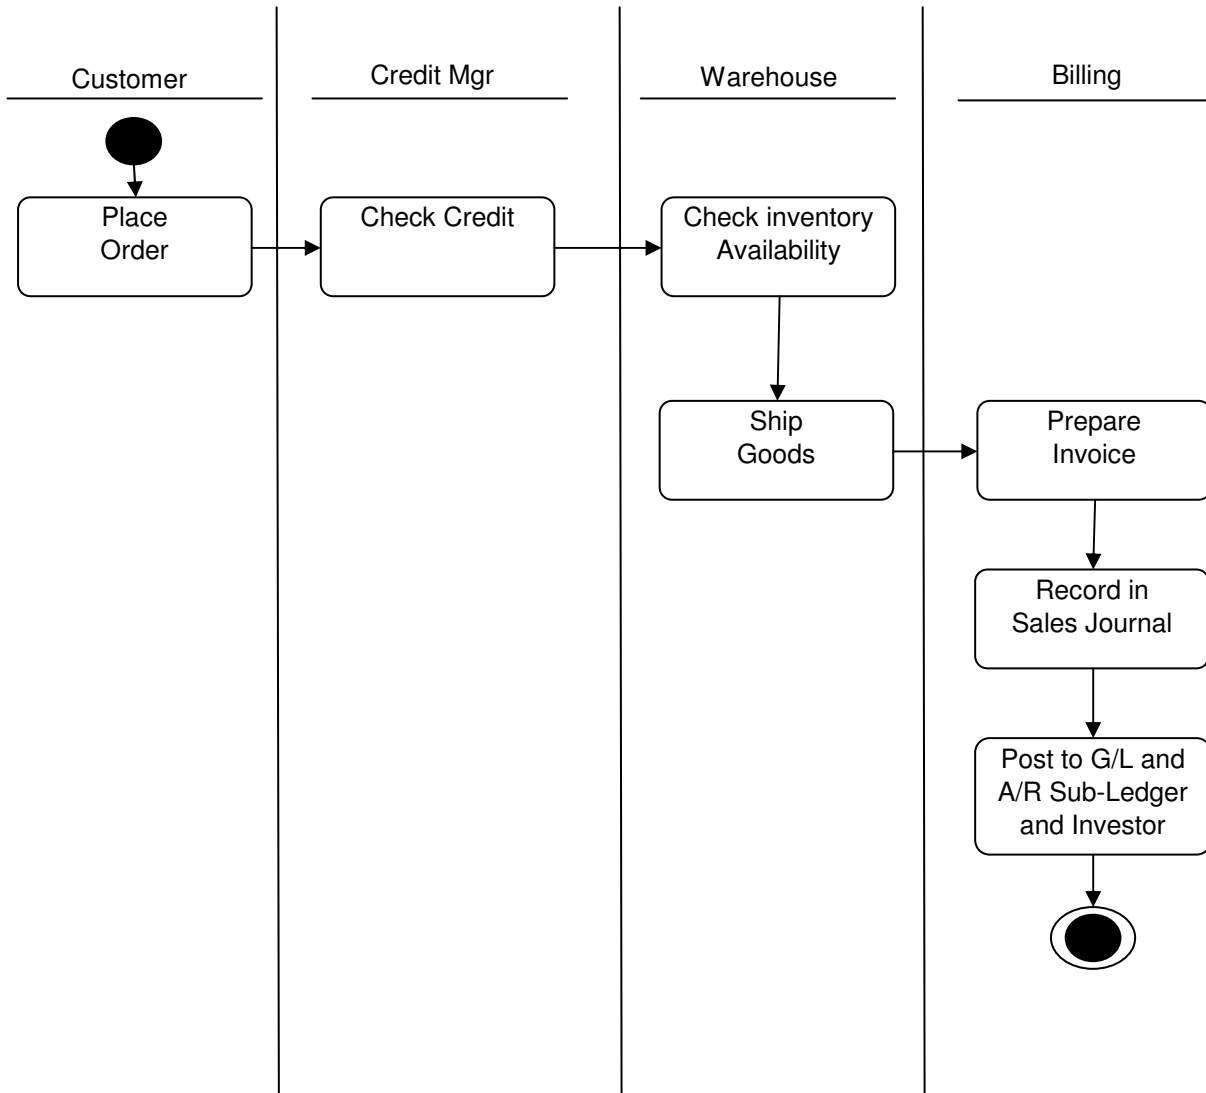 Customer
Credit Mgr
Warehouse
Billing
Place
Order
Check Credit
Check inventory
Availability
Ship
Goods
Prepare
Invoice
Record in
Sales Journal
Post to G/L and
A/R Sub-Ledger
and Investor